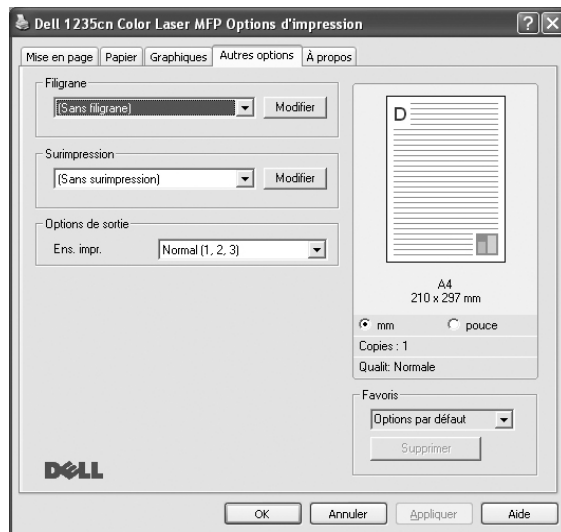 Dell 1235cn Color Laser MFP Options d'impression
Mise en page Papier Graphiques Autres options À propos
Filigrane
(Sans filigrane) Modifier
Surimpression
(Sans surimpression) Modifier
Options de sortie
Ens. impr. Normal (1, 2, 3)
D
A4
210 x 297 mm
mm pouce
Copies : 1
Qualit: Normale
Favoris
Options par défaut
Supprimer
DELL
OK Annuler Appliquer Aide